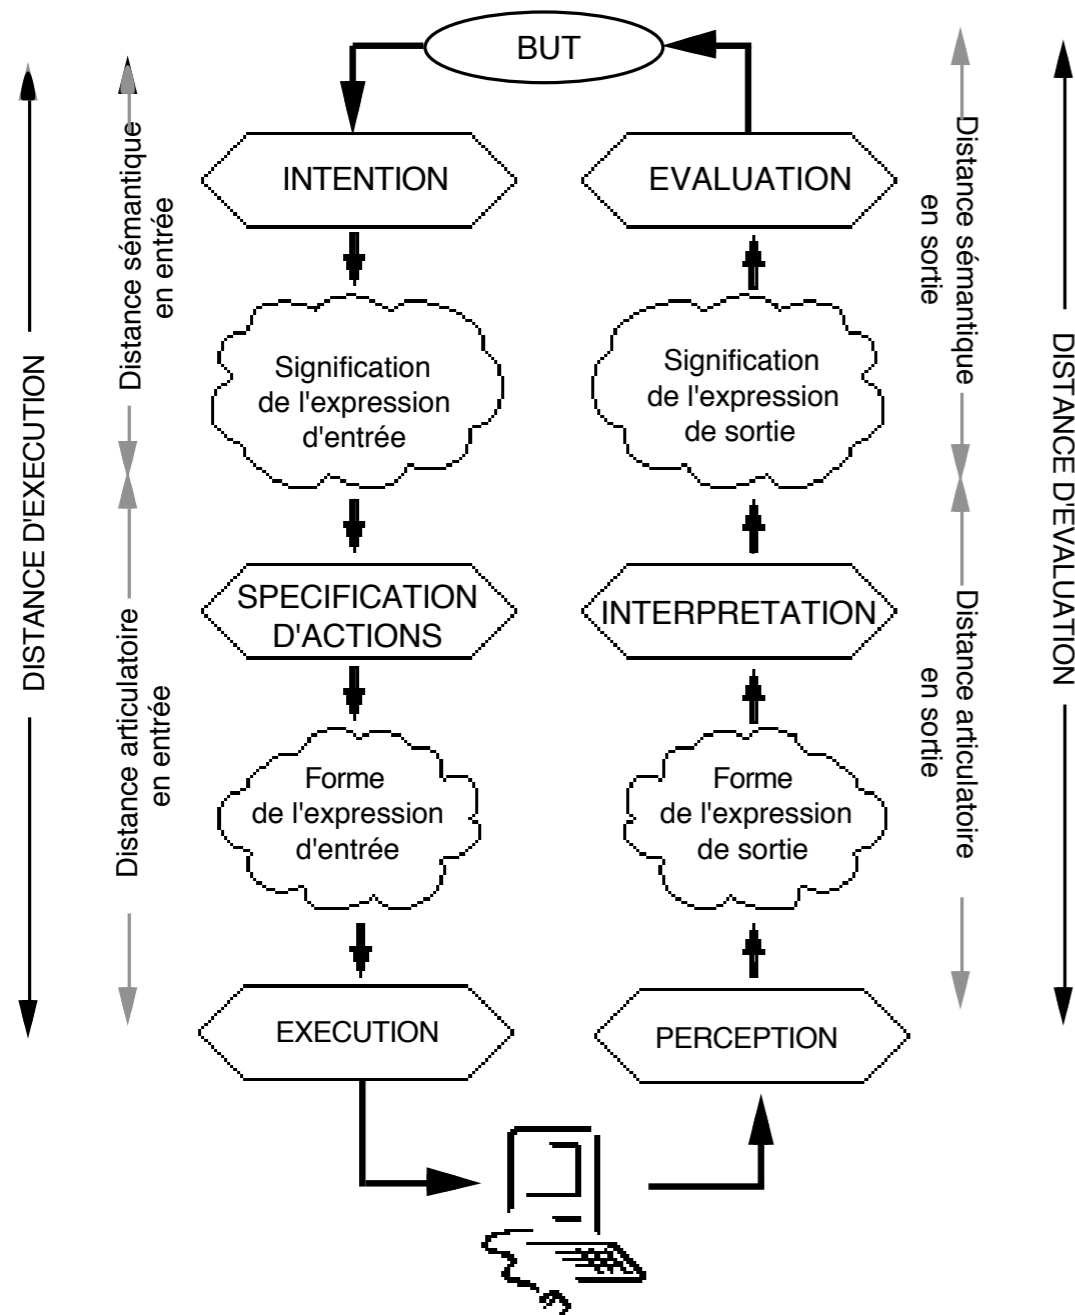 BUT
INTENTION
EVALUATION
Signification
de l'expression
d'entrée
Signification
de l'expression
de sortie
SPECIFICATION
D'ACTIONS
INTERPRETATION
Forme
de l'expression
d'entrée
Forme
de l'expression
de sortie
EXECUTION
PERCEPTION
DISTANCE D'EXECUTION
Distance sémantique
en entrée
Distance articulatoire
en entrée
Distance sémantique
en sortie
Distance articulatoire
en sortie
DISTANCE D'EVALUATION